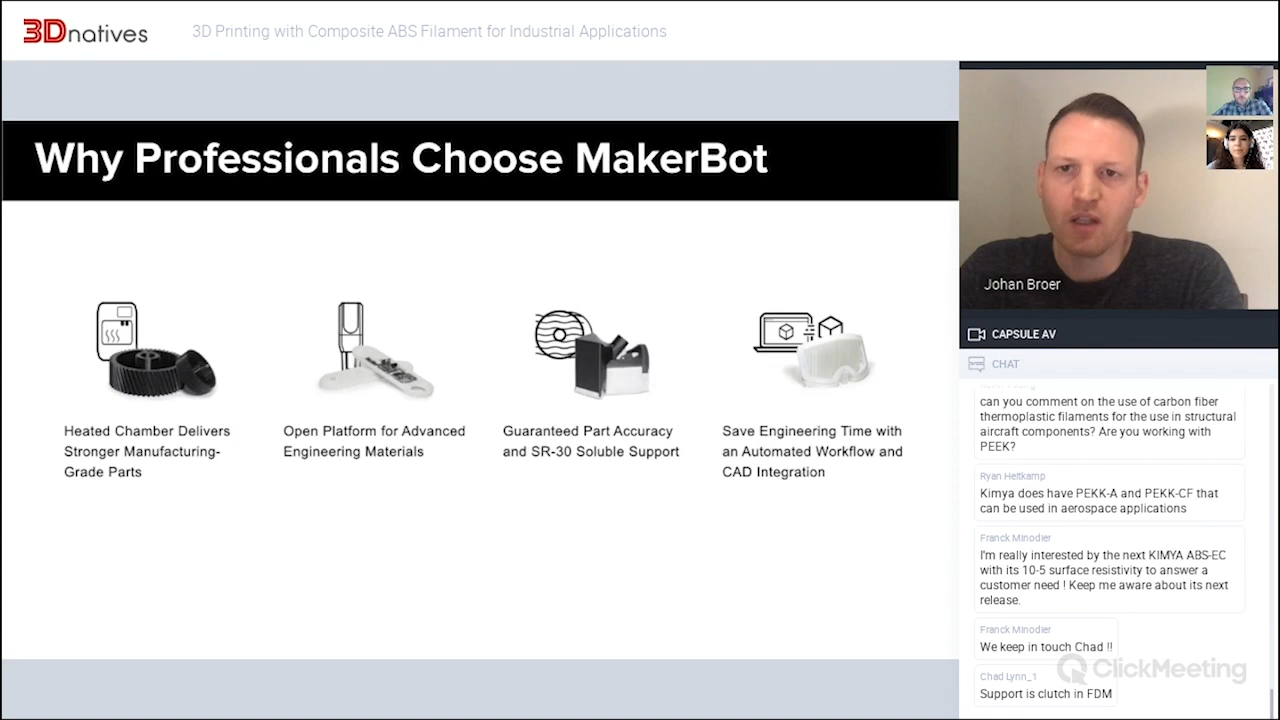 3Dnatives
3D Printing with Composite ABS Filament for Industrial Applications
Why Professionals Choose MakerBot
Heated Chamber Delivers
Stronger Manufacturing-
Grade Parts
Open Platform for Advanced
Engineering Materials
Guaranteed Part Accuracy
and SR-30 Soluble Support
Save Engineering Time with
an Automated Workflow and
CAD Integration
Johan Broer
CAPSULE AV
CHAT
can you comment on the use of carbon fiber
thermoplastic filaments for the use in structural
aircraft components? Are you working with
PEEK?
Ryan Heitkamp
Kimya does have PEKK-A and PEKK-CF that
can be used in aerospace applications
Franck Minodier
I'm really interested by the next KIMYA ABS-EC
with its 10-5 surface resistivity to answer a
customer need ! Keep me aware about its next
release.
Franck Minodier
We keep in touch Chad !!
ClickMeeting
Chad Lynn_1
Support is clutch in FDM